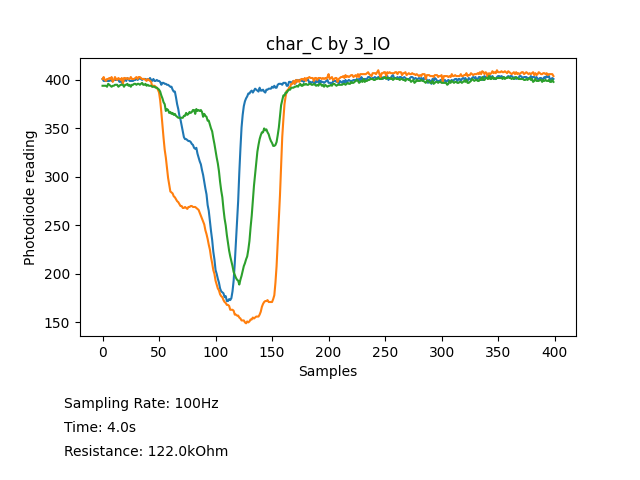 char_C by 3_IO
Photodiode reading
400
350
300
250
200
150
0 50 100 150 200 250 300 350 400
Samples
Sampling Rate: 100Hz
Time: 4.0s
Resistance: 122.0kOhm